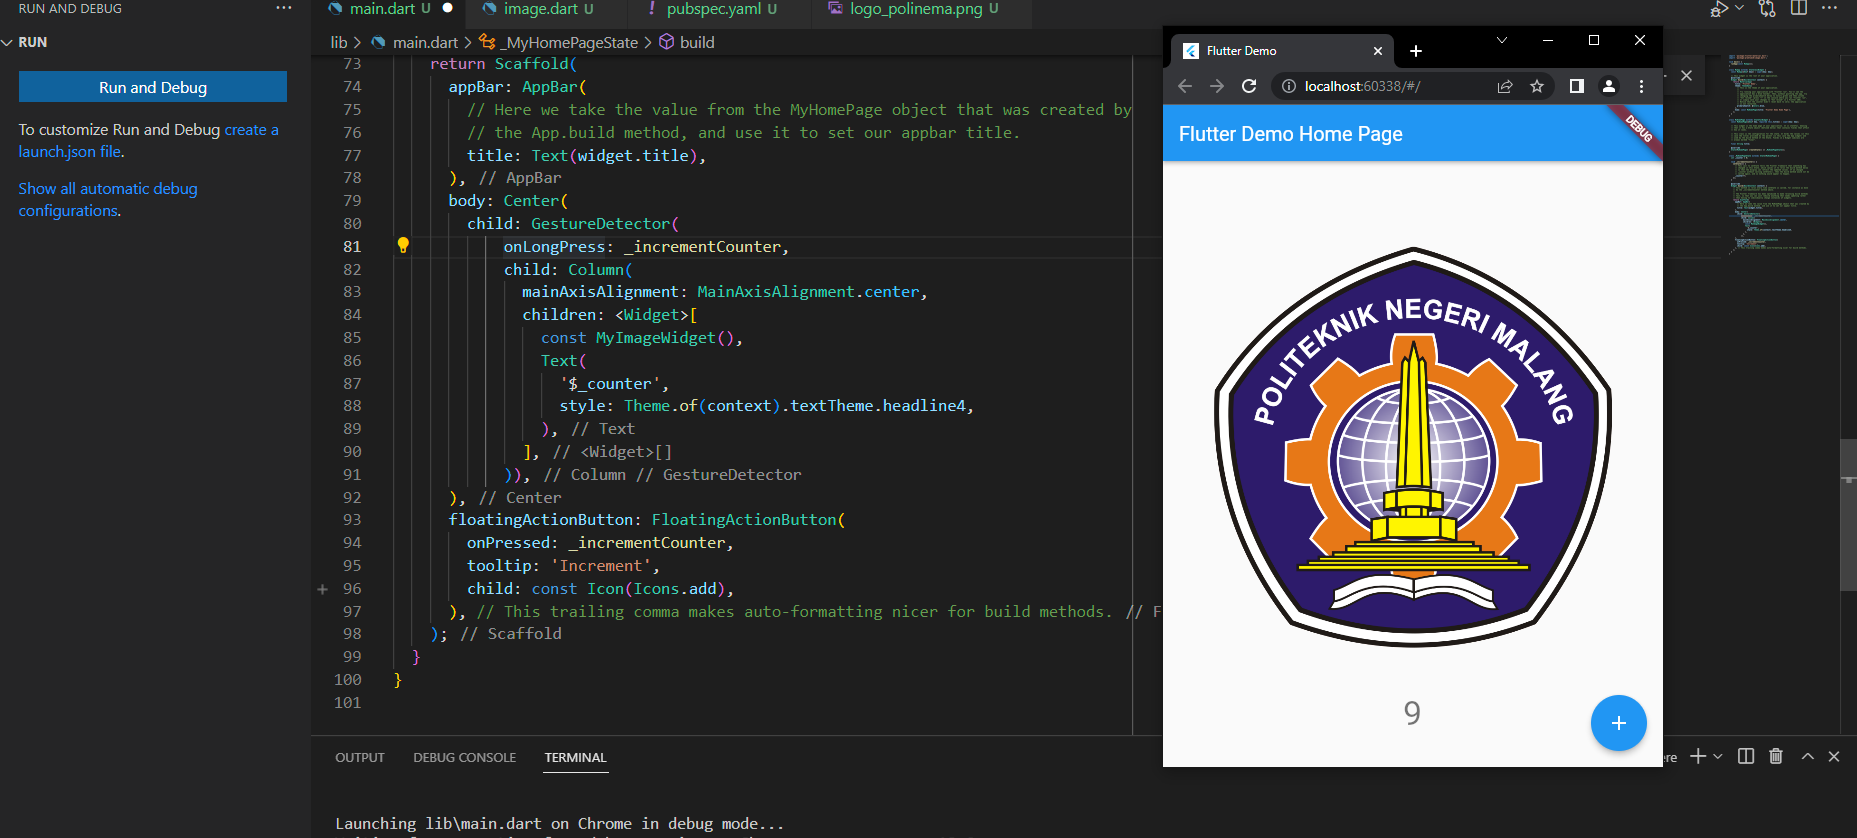 RUN AND DEBUG ...
RUN
Run and Debug
To customize Run and Debug create a
launch.json file.
Show all automatic debug
configurations.
main.dart U
image.dart U
! pubspec.yaml U
logo_polinema.png U
lib > main.dart > _MyHomePageState > build
73 return Scaffold(
74 appBar: AppBar(
75 // Here we take the value from the MyHomePage object that was created by
76 // the App.build method, and use it to set our appbar title.
77 title: Text(widget.title),
78 ), // AppBar
79 body: Center(
80 child: GestureDetector(
81 onLongPress: _incrementCounter,
82 child: Column(
83 mainAxisAlignment: MainAxisAlignment.center,
84 children: <Widget>[
85 const MyImageWidget(),
86 Text(
87 '$_counter',
88 style: Theme.of(context).textTheme.headline4,
89 ), // Text
90 ], // <Widget>[]
91 )), // Column // GestureDetector
92 ), // Center
93 floatingActionButton: FloatingActionButton(
94 onPressed: _incrementCounter,
95 tooltip: 'Increment',
96 child: const Icon(Icons.add),
97 ), // This trailing comma makes auto-formatting nicer for build methods. // F
98 ); // Scaffold
99 }
100 }
101
OUTPUT
DEBUG CONSOLE
TERMINAL
Launching lib\main.dart on Chrome in debug mode...
Flutter Demo
localhost:60338/#/
Flutter Demo Home Page
DEBUG
POLITEKNIK NEGERI MALANG
9
+